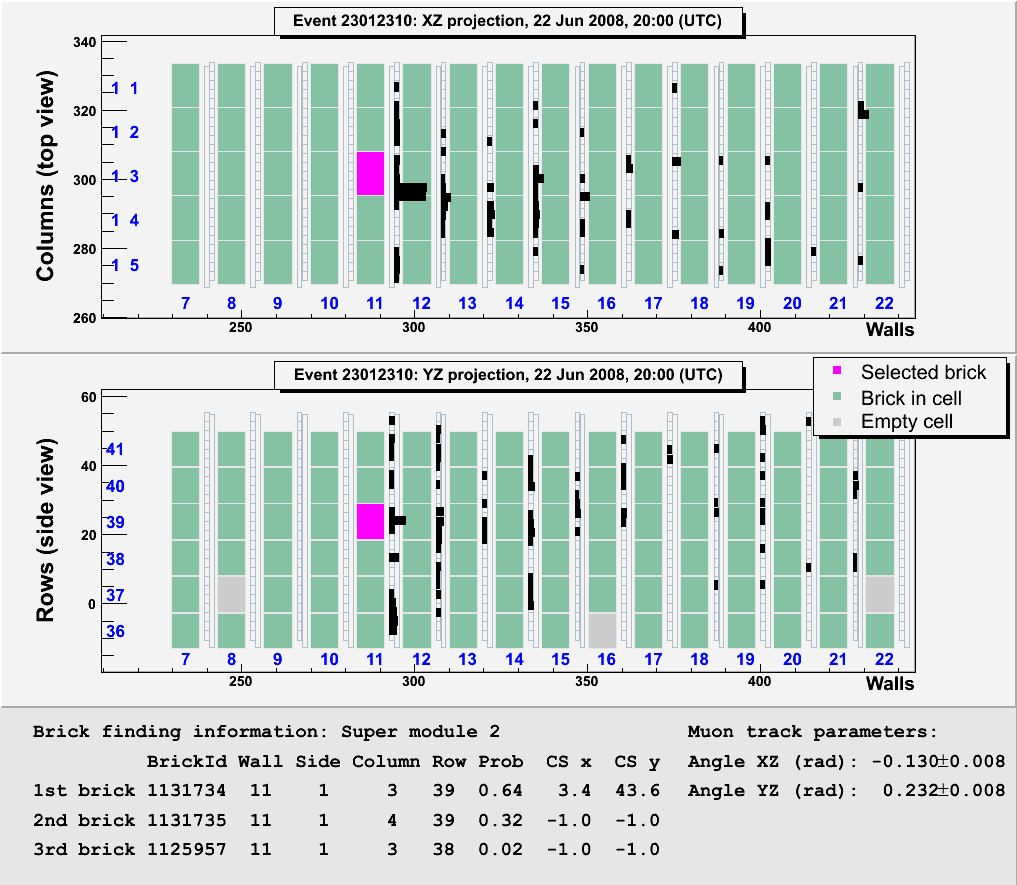 Event 23012310: XZ projection, 22 Jun 2008, 20:00 (UTC)
Columns (top view)
340
320
300
280
260
1 1
1 2
1 3
1 4
1 5
7 8 9 10 11 12 13 14 15 16 17 18 19 20 21 22
250 300 350 400
Walls
Event 23012310: YZ projection, 22 Jun 2008, 20:00 (UTC)
Selected brick
Brick in cell
Empty cell
Rows (side view)
60
40
20
0
41
40
39
38
37
36
7 8 9 10 11 12 13 14 15 16 17 18 19 20 21 22
250 300 350 400
Walls
Brick finding information: Super module 2
BrickId Wall Side Column Row Prob CS x CS y
1st brick 1131734 11 1 3 39 0.64 3.4 43.6
2nd brick 1131735 11 1 4 39 0.32 -1.0 -1.0
3rd brick 1125957 11 1 3 38 0.02 -1.0 -1.0
Muon track parameters:
Angle XZ (rad): -0.130±0.008
Angle YZ (rad): 0.232±0.008